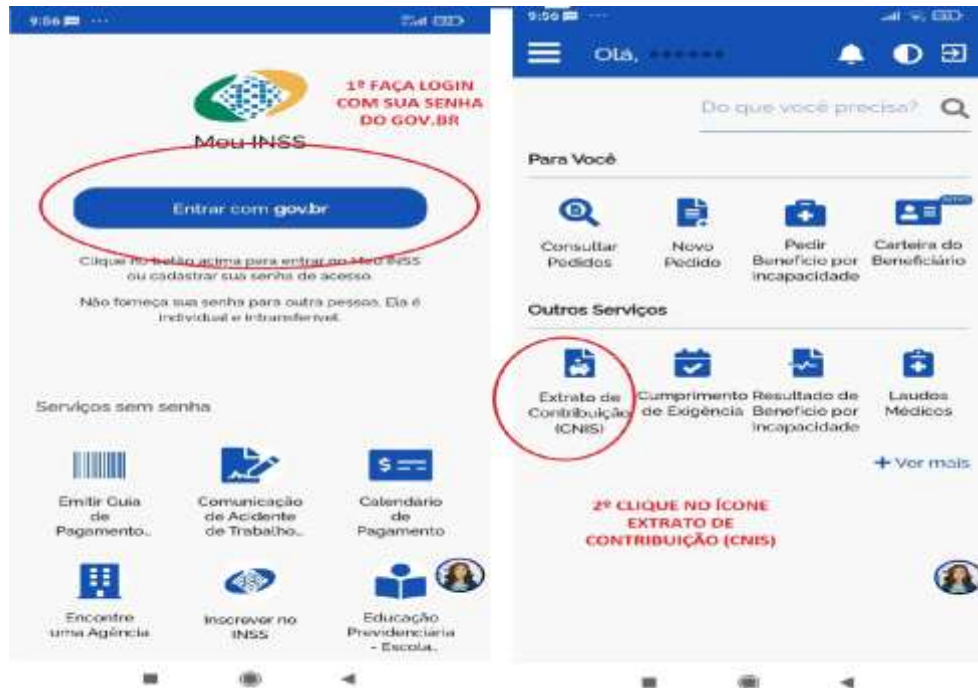 9:56
1º FAÇA LOGIN
COM SUA SENHA
DO GOV.BR
Meu INSS
Entrar com gov.br
Clique no botão acima para entrar no Meu INSS
ou cadastrar sua senha de acesso.
Não forneça sua senha para outra pessoa. Ela é
individual e intransferível.
Serviços sem senha
Emitir Guia
de
Pagamento..
Comunicação
de Acidente
de Trabalho..
Calendário
de
Pagamento
Encontre
uma Agência
Inscrever no
INSS
Educação
Previdenciária
- Escola..
9:56
Olá,
Do que você precisa?
Para Você
Consultar
Pedidos
Novo
Pedido
Pedir
Benefício por
Incapacidade
Carteira do
Beneficiário
Outros Serviços
Extrato de
Contribuição
(CNIS)
Cumprimento
de Exigência
Resultado de
Benefício por
Incapacidade
Laudos
Médicos
+ Ver mais
2º CLIQUE NO ÍCONE
EXTRATO DE
CONTRIBUIÇÃO (CNIS)